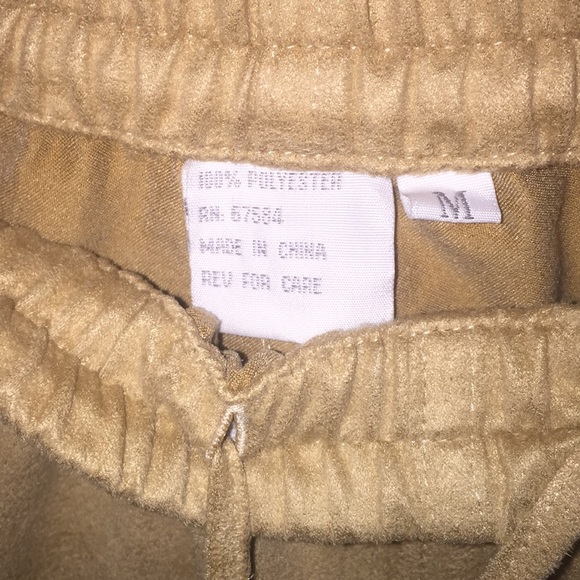 100% POLYESTER
RN. 67584
MADE IN CHINA
REV FOR CARE
M